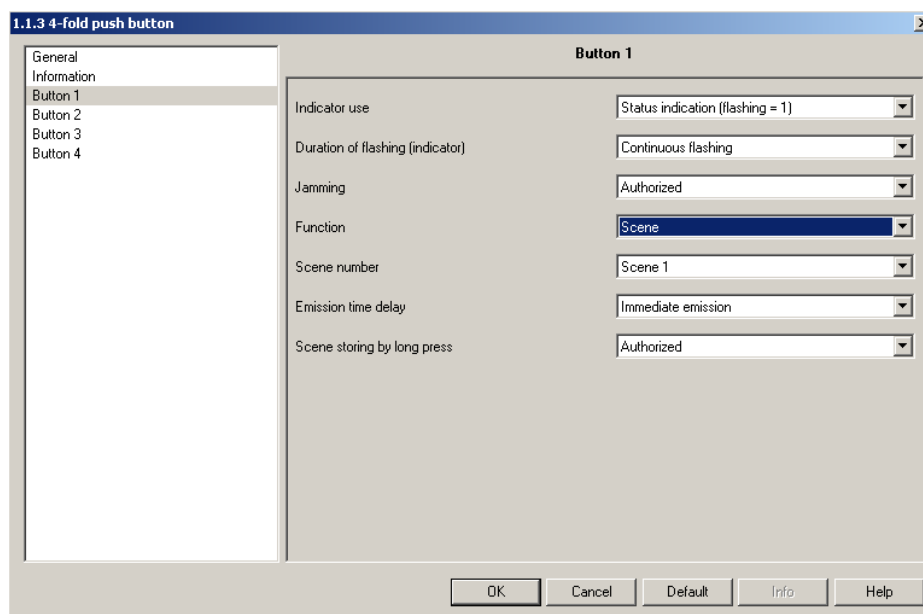 1.1.3 4-fold push button
General
Information
Button 1
Button 2
Button 3
Button 4
Button 1
Indicator use Status indication (flashing = 1)
Duration of flashing (indicator) Continuous flashing
Jamming Authorized
Function Scene
Scene number Scene 1
Emission time delay Immediate emission
Scene storing by long press Authorized
OK Cancel Default Info Help